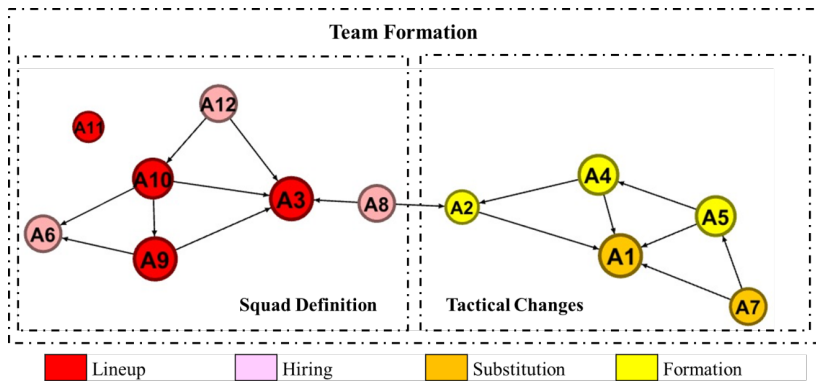 Team Formation
A12
A11
A10
A3
A8
A6
A9
A4
A2
A5
A1
A7
Squad Definition
Tactical Changes
Lineup
Hiring
Substitution
Formation